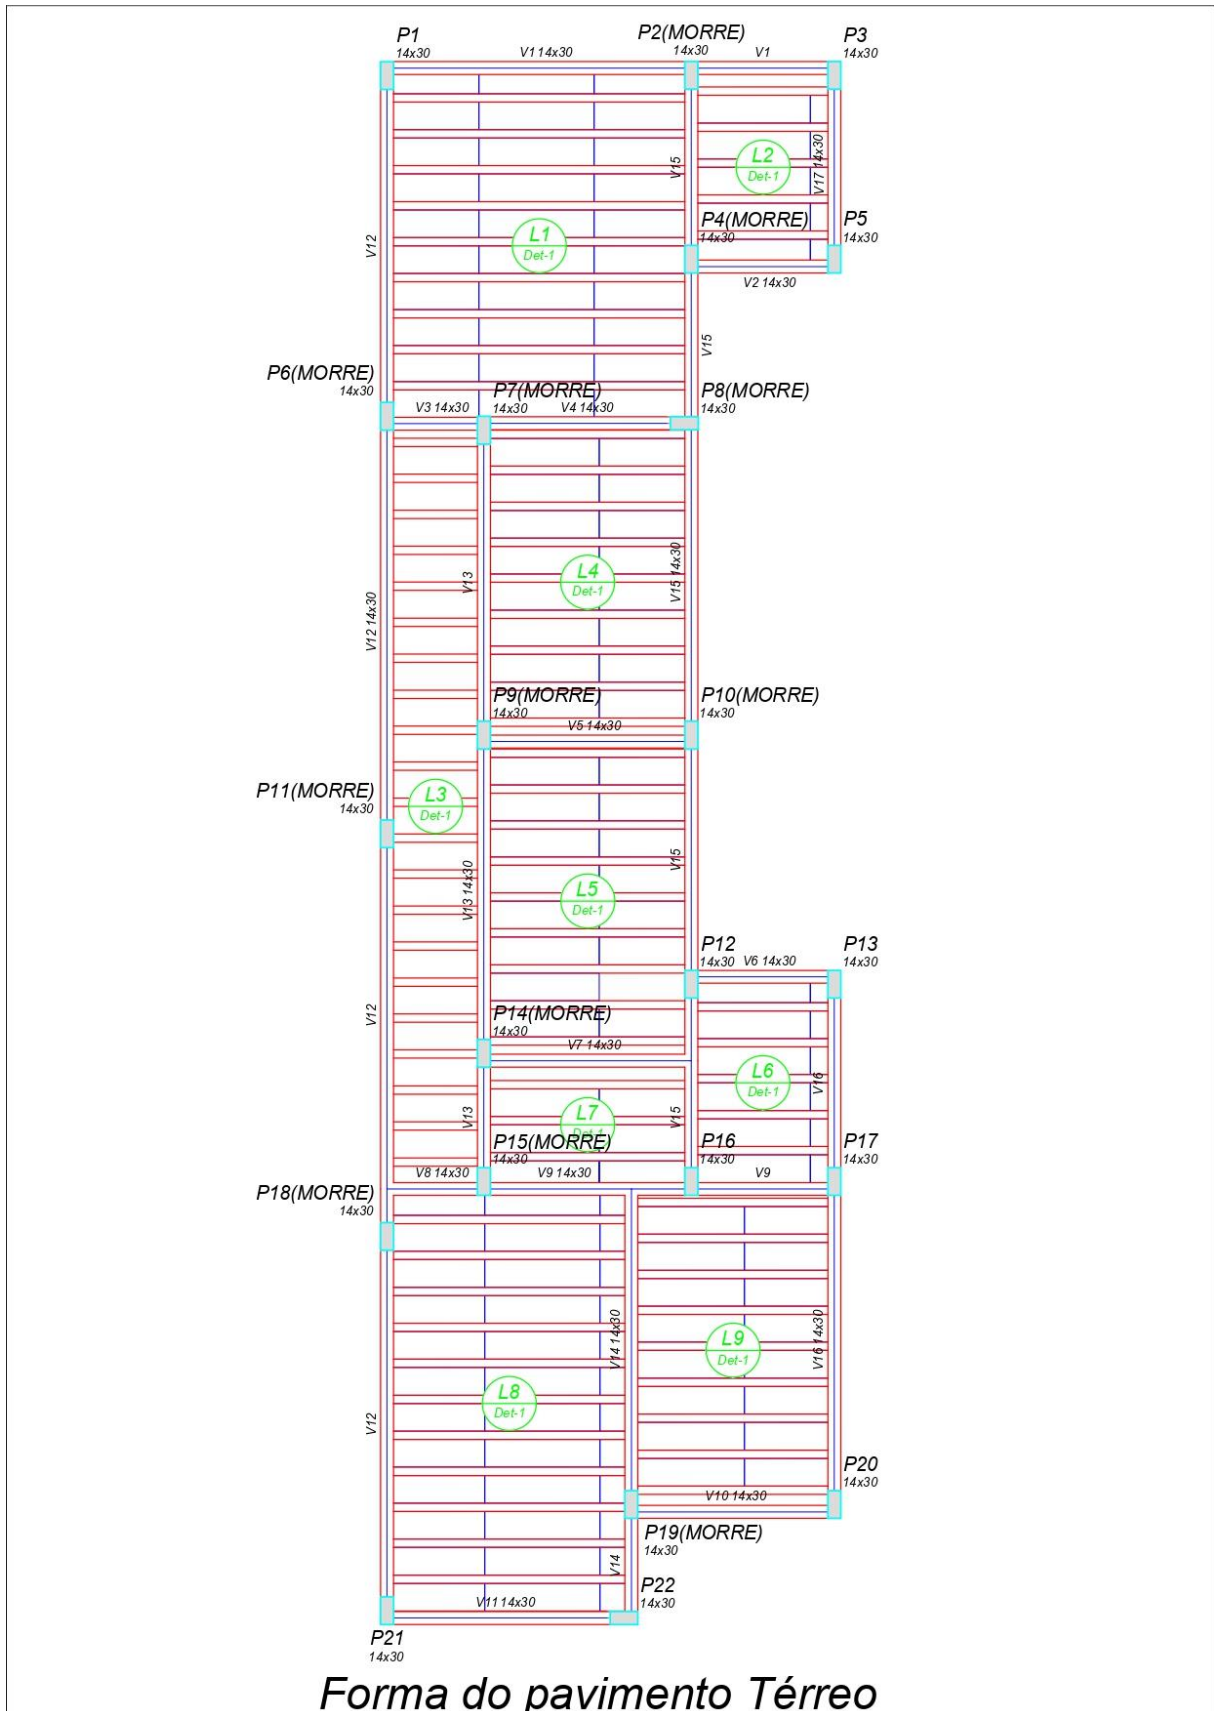 P1
14x30
V1 14x30
P2(MORRE)
14x30
V1
P3
14x30
V15
L2
Det-1
V17 14x30
P4(MORRE)
14x30
P5
14x30
V12
L1
Det-1
V2 14x30
V15
P6(MORRE)
14x30
V3 14x30
P7(MORRE)
14x30
V4 14x30
P8(MORRE)
14x30
V12 14x30
V13
L4
Det-1
V15 14x30
P9(MORRE)
14x30
V5 14x30
P10(MORRE)
14x30
P11(MORRE)
14x30
L3
Det-1
V13 14x30
L5
Det-1
V15
P12
14x30
V6 14x30
P13
14x30
V12
P14(MORRE)
14x30
V7 14x30
L6
Det-1
V16
V13
L7
Det-1
V15
P15(MORRE)
14x30
P16
14x30
P17
14x30
V8 14x30
V9 14x30
V9
P18(MORRE)
14x30
V14 14x30
L9
Det-1
V16 14x30
V12
L8
Det-1
P20
14x30
V10 14x30
P19(MORRE)
14x30
V14
P22
14x30
V11 14x30
P21
14x30
Forma do pavimento Térreo